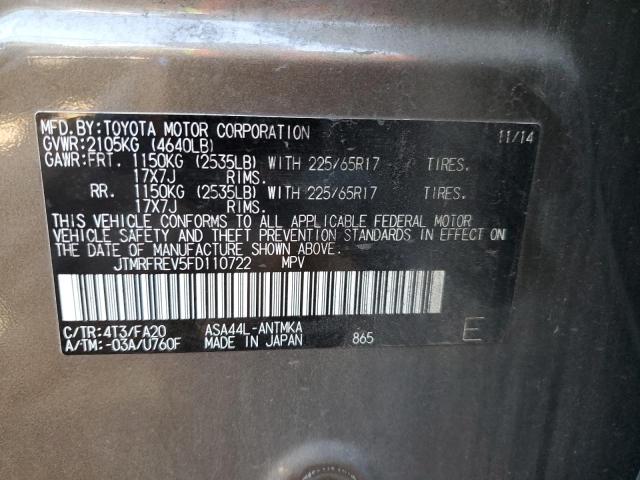 MFD.BY:TOYOTA MOTOR CORPORATION 11/14
GVWR:2105KG (4640LB)
GAWR:FRT. 1150KG (2535LB) WITH 225/65R17 TIRES.
17X7J RIMS.
RR. 1150KG (2535LB) WITH 225/65R17 TIRES.
17X7J RIMS.
THIS VEHICLE CONFORMS TO ALL APPLICABLE FEDERAL MOTOR
VEHICLE SAFETY AND THEFT PREVENTION STANDARDS IN EFFECT ON
THE DATE OF MANUFACTURE SHOWN ABOVE.
JTMRFREV5FD110722 MPV
C/TR:4T3/FA20 ASA44L-ANTMKA
A/TM:-03A/U760F MADE IN JAPAN 865 E